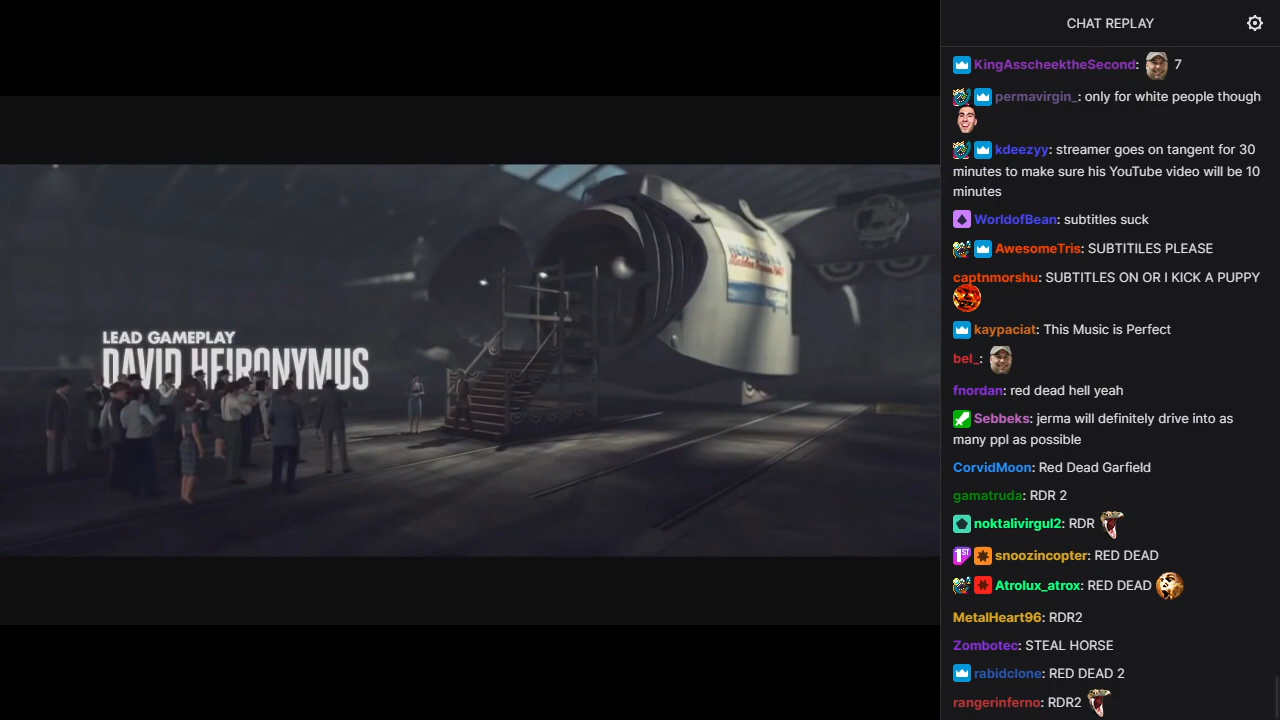 LEAD GAMEPLAY
DAVID HEIRONYMUS
CHAT REPLAY
KingAsscheektheSecond: 7
permavirgin_: only for white people though
kdeezyy: streamer goes on tangent for 30
minutes to make sure his YouTube video will be 10
minutes
WorldofBean: subtitles suck
AwesomeTris: SUBTITILES PLEASE
captnmorshu: SUBTITLES ON OR I KICK A PUPPY
kaypaciat: This Music is Perfect
bel_:
fnordan: red dead hell yeah
Sebbeks: jerma will definitely drive into as
many ppl as possible
CorvidMoon: Red Dead Garfield
gamatruda: RDR 2
noktalivirgul2: RDR
1ST snoozincopter: RED DEAD
Atrolux_atrox: RED DEAD
MetalHeart96: RDR2
Zombotec: STEAL HORSE
rabidclone: RED DEAD 2
rangerinferno: RDR2